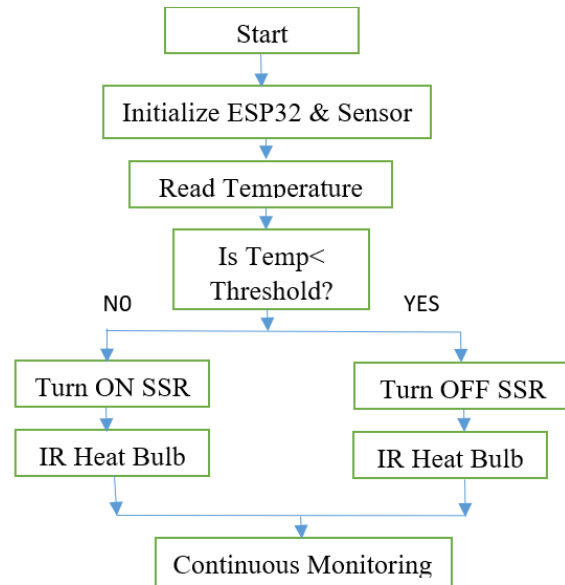 Start
Initialize ESP32 & Sensor
Read Temperature
Is Temp<
Threshold?
N0
YES
Turn ON SSR
Turn OFF SSR
IR Heat Bulb
IR Heat Bulb
Continuous Monitoring